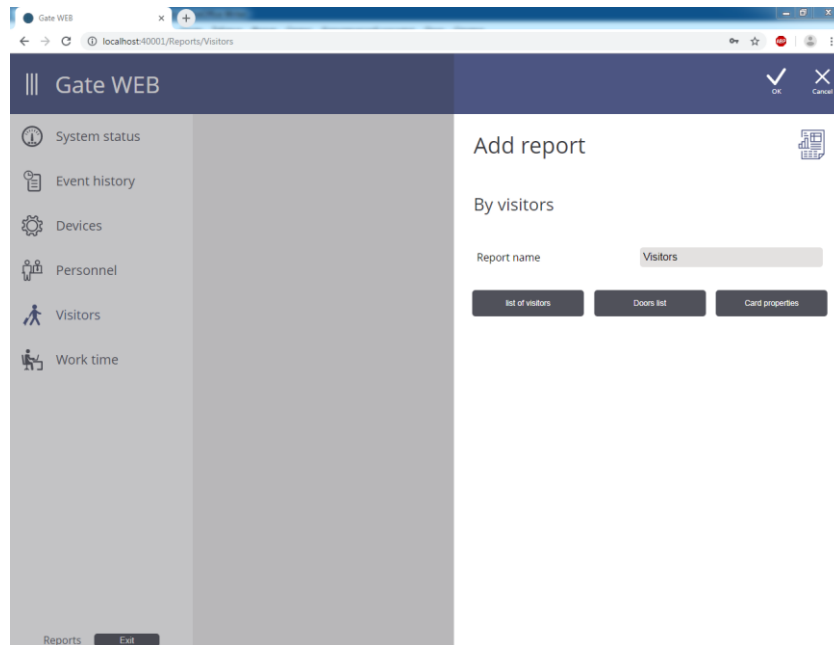 Gate WEB
localhost:40001/Reports/Visitors
ABP
Gate WEB
OK
Cancel
System status
Event history
Devices
Personnel
Visitors
Work time
Add report
By visitors
Report name
Visitors
list of visitors
Doors list
Card properties
Reports
Exit